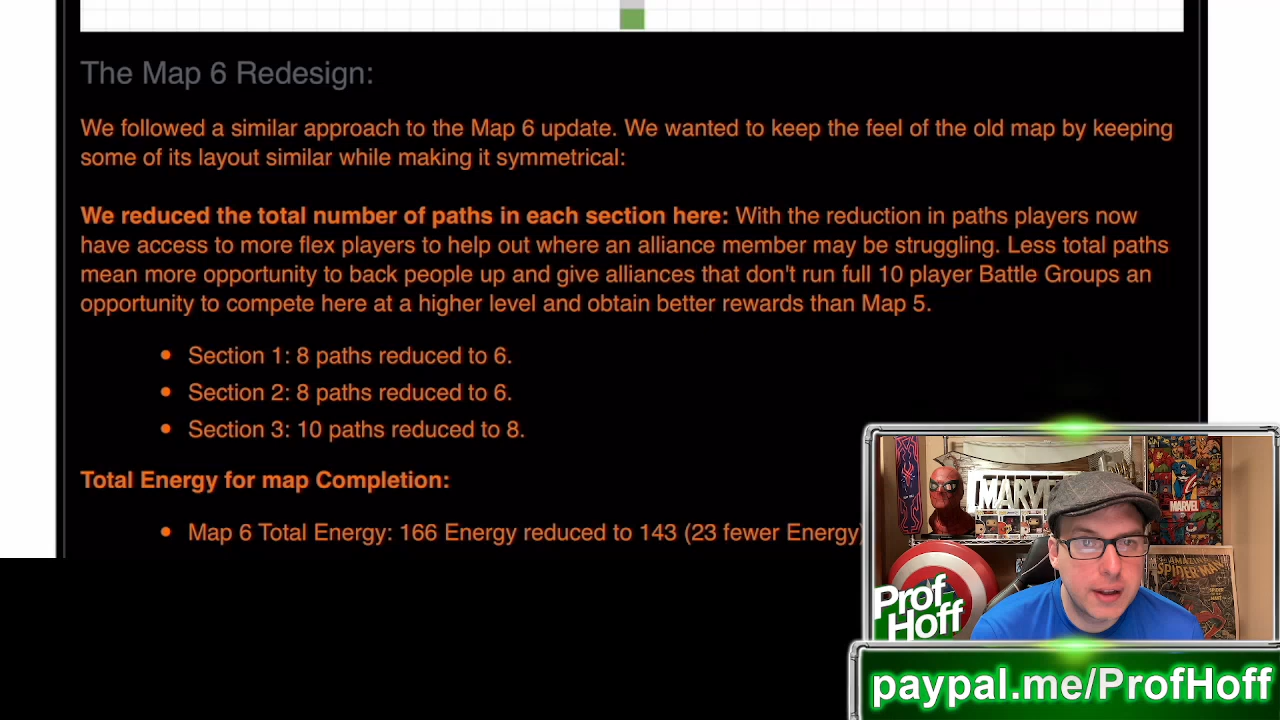 The Map 6 Redesign:
We followed a similar approach to the Map 6 update. We wanted to keep the feel of the old map by keeping
some of its layout similar while making it symmetrical:
We reduced the total number of paths in each section here: With the reduction in paths players now
have access to more flex players to help out where an alliance member may be struggling. Less total paths
mean more opportunity to back people up and give alliances that don't run full 10 player Battle Groups an
opportunity to compete here at a higher level and obtain better rewards than Map 5.
• Section 1: 8 paths reduced to 6.
• Section 2: 8 paths reduced to 6.
• Section 3: 10 paths reduced to 8.
Total Energy for map Completion:
• Map 6 Total Energy: 166 Energy reduced to 143 (23 fewer Energy)
MARVEL
MARVEL
AMAZING
SPIDER-MAN
Prof
Hoff
paypal.me/ProfHoff